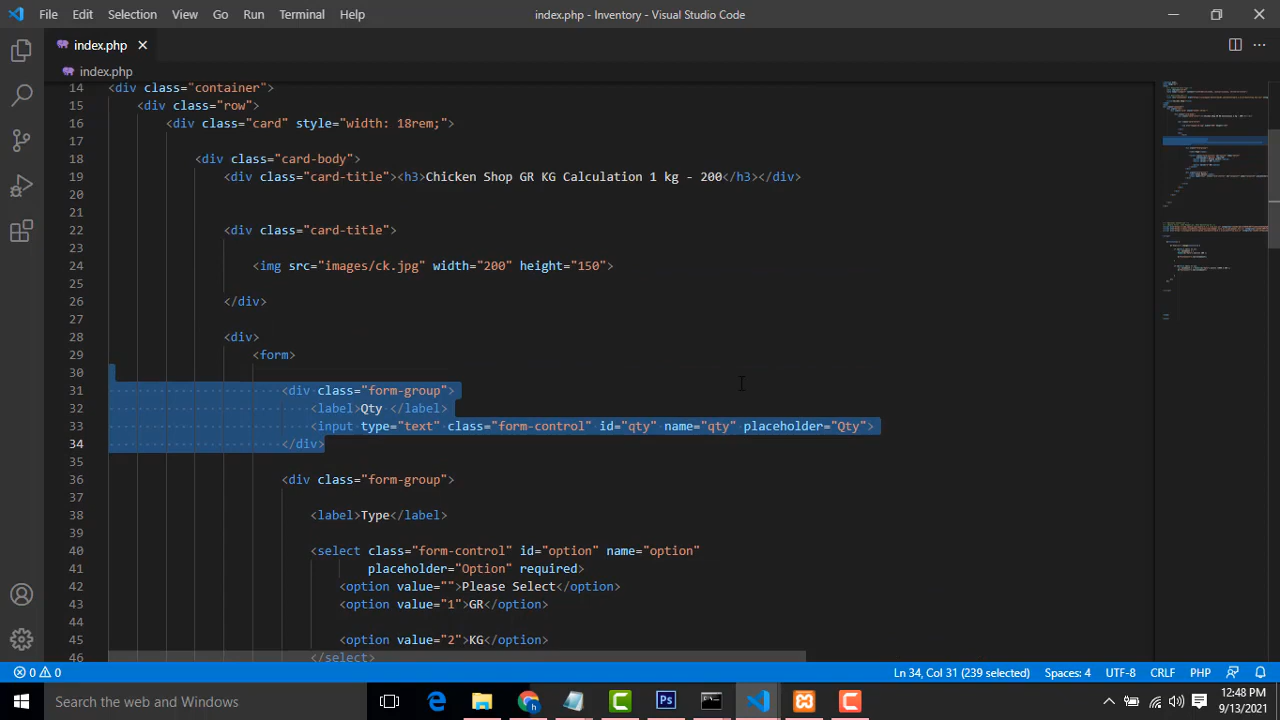 File Edit Selection View Go Run Terminal Help index.php - Inventory - Visual Studio Code
index.php
index.php
14 <div class="container">
15 <div class="row">
16 <div class="card" style="width: 18rem;">
17
18 <div class="card-body">
19 <div class="card-title"><h3>Chicken Shop GR KG Calculation 1 kg - 200</h3></div>
20
21
22 <div class="card-title">
23
24 <img src="images/ck.jpg" width="200" height="150">
25
26 </div>
27
28 <div>
29 <form>
30
31 <div class="form-group">
32 <label>Qty </label>
33 <input type="text" class="form-control" id="qty" name="qty" placeholder="Qty">
34 </div>
35
36 <div class="form-group">
37
38 <label>Type</label>
39
40 <select class="form-control" id="option" name="option"
41 placeholder="Option" required>
42 <option value="">Please Select</option>
43 <option value="1">GR</option>
44
45 <option value="2">KG</option>
46 </select>
0 0 Ln 34, Col 31 (239 selected) Spaces: 4 UTF-8 CRLF PHP
Search the web and Windows
12:48 PM
9/13/2021